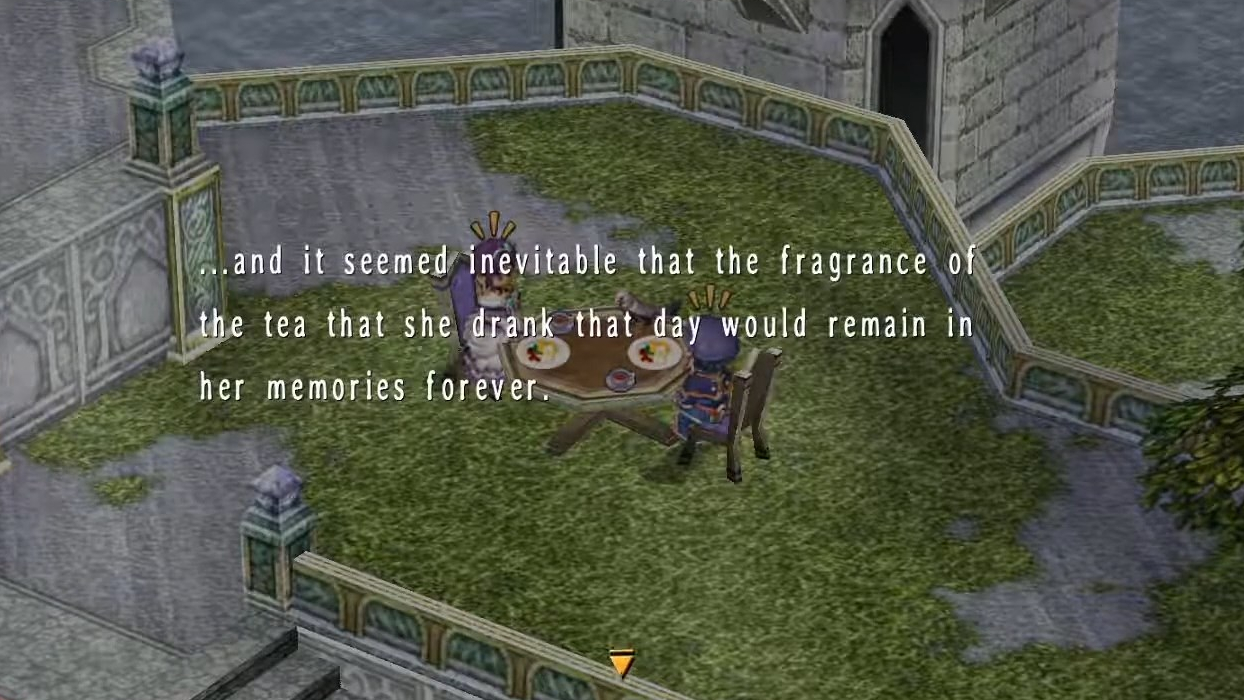 ...and it seemed inevitable that the fragrance of
the tea that she drank that day would remain in
her memories forever.